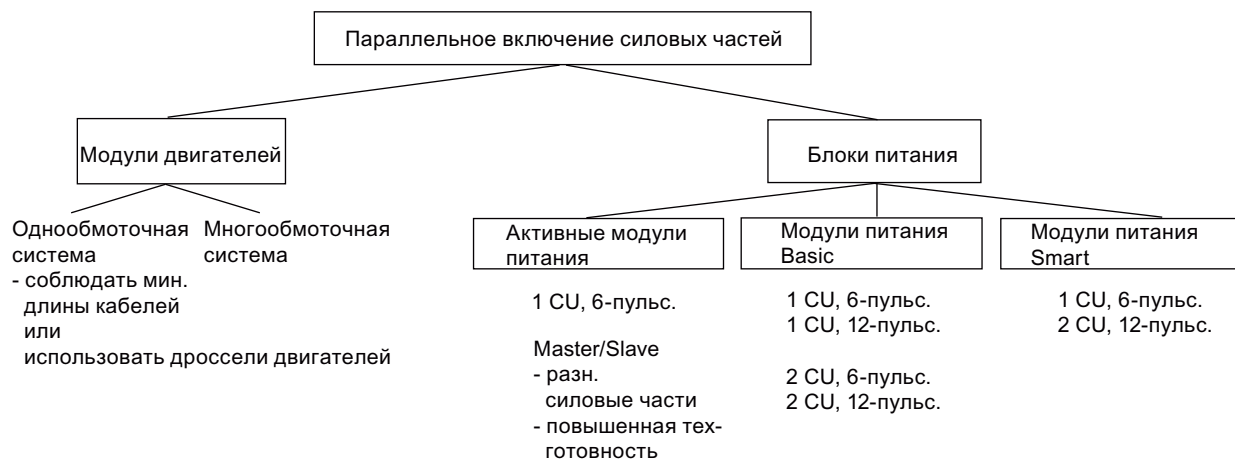 Параллельное включение силовых частей
Модули двигателей
Блоки питания
Однообмоточная
система
- соблюдать мин.
длины кабелей
или
использовать дроссели двигателей
Многообмоточная
система
Активные модули
питания
1 CU, 6-пульс.
Master/Slave
- разн.
силовые части
- повышенная тех-
готовность
Модули питания
Basic
1 CU, 6-пульс.
1 CU, 12-пульс.
2 CU, 6-пульс.
2 CU, 12-пульс.
Модули питания
Smart
1 CU, 6-пульс.
2 CU, 12-пульс.